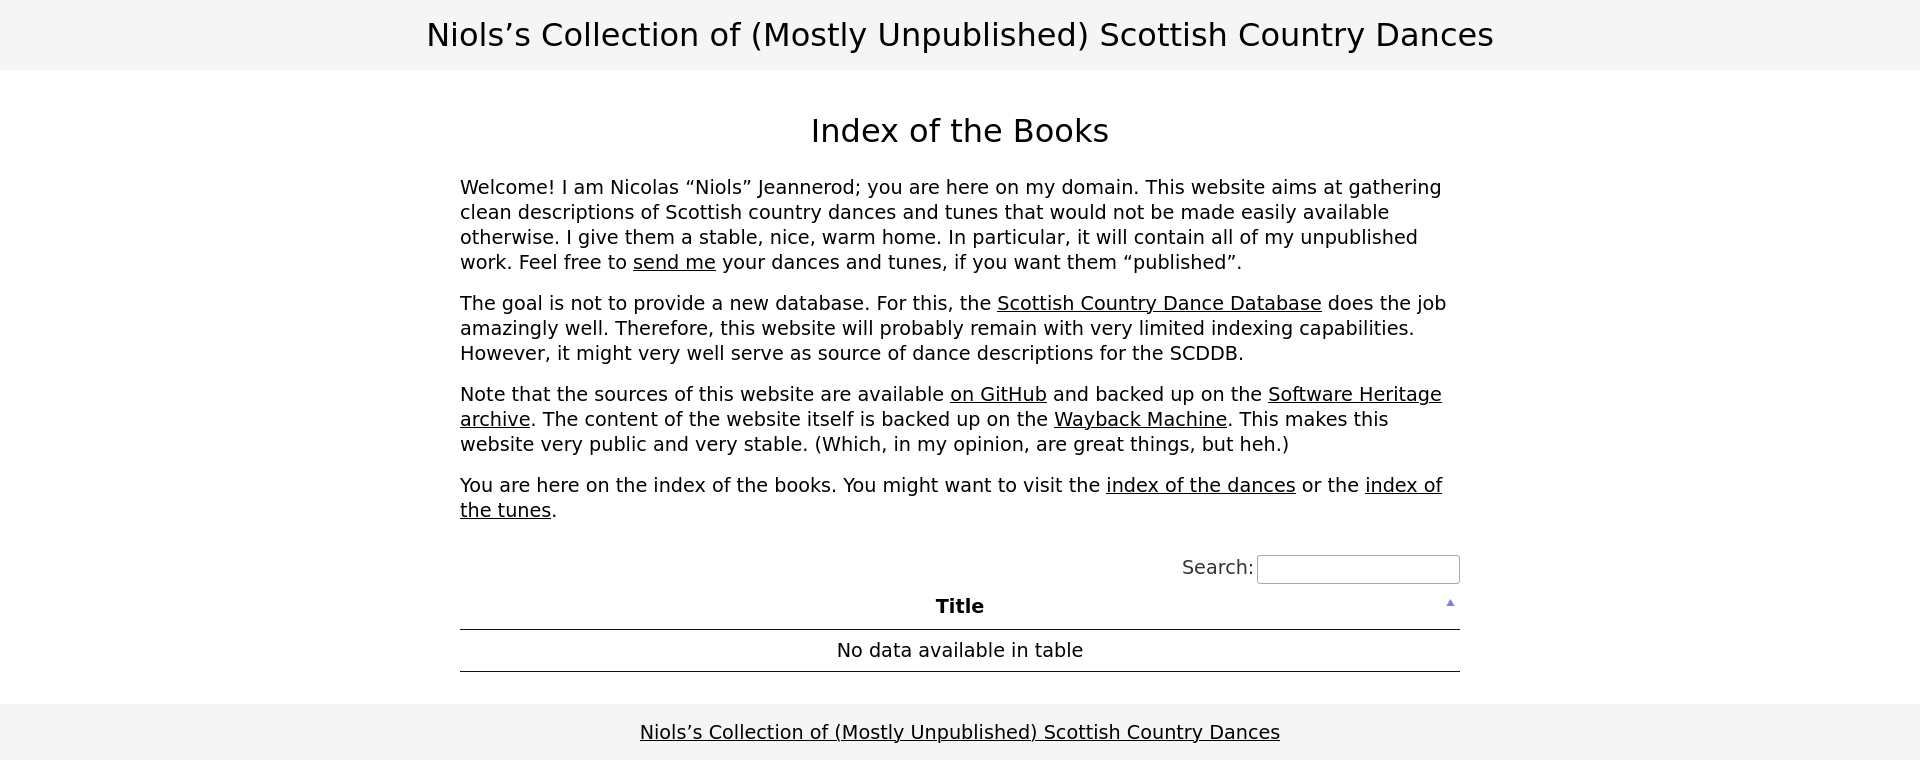 Niols’s Collection of (Mostly Unpublished) Scottish Country Dances
Index of the Books
Welcome! I am Nicolas “Niols” Jeannerod; you are here on my domain. This website aims at gathering
clean descriptions of Scottish country dances and tunes that would not be made easily available
otherwise. I give them a stable, nice, warm home. In particular, it will contain all of my unpublished
work. Feel free to send me your dances and tunes, if you want them “published”.
The goal is not to provide a new database. For this, the Scottish Country Dance Database does the job
amazingly well. Therefore, this website will probably remain with very limited indexing capabilities.
However, it might very well serve as source of dance descriptions for the SCDDB.
Note that the sources of this website are available on GitHub and backed up on the Software Heritage
archive. The content of the website itself is backed up on the Wayback Machine. This makes this
website very public and very stable. (Which, in my opinion, are great things, but heh.)
You are here on the index of the books. You might want to visit the index of the dances or the index of
the tunes.
Search:
Title
No data available in table
Niols’s Collection of (Mostly Unpublished) Scottish Country Dances